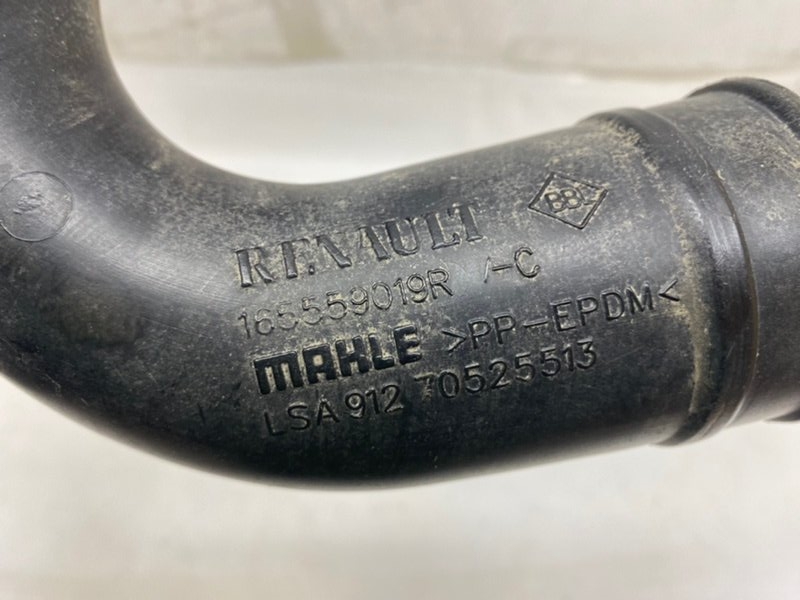 RENAULT
165559019R /-C
MAHLE >PP-EPDM<
LSA 912 70525513